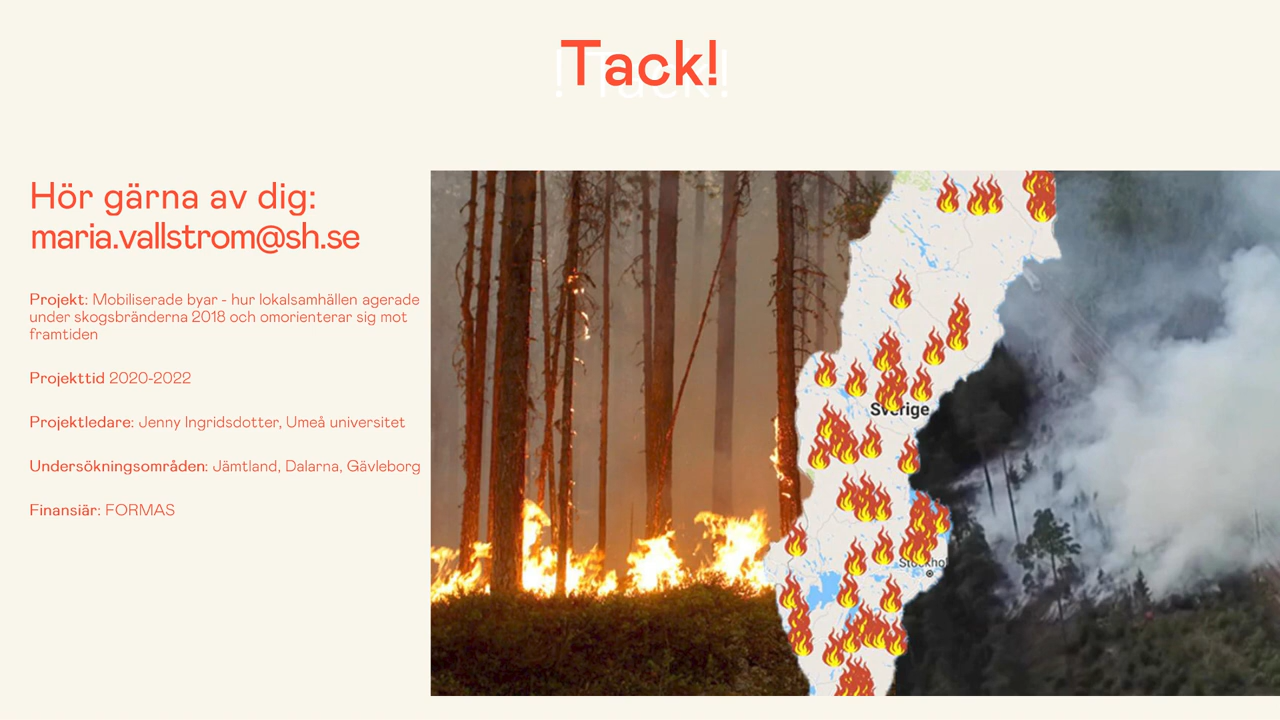 Tack!
Hör gärna av dig:
maria.vallstrom@sh.se
Projekt: Mobiliserade byar - hur lokalsamhällen agerade
under skogsbränderna 2018 och omorienterar sig mot
framtiden
Projekttid 2020-2022
Projektledare: Jenny Ingridsdotter, Umeå universitet
Undersökningsområden: Jämtland, Dalarna, Gävleborg
Finansiär: FORMAS
Sverige
Stockhol